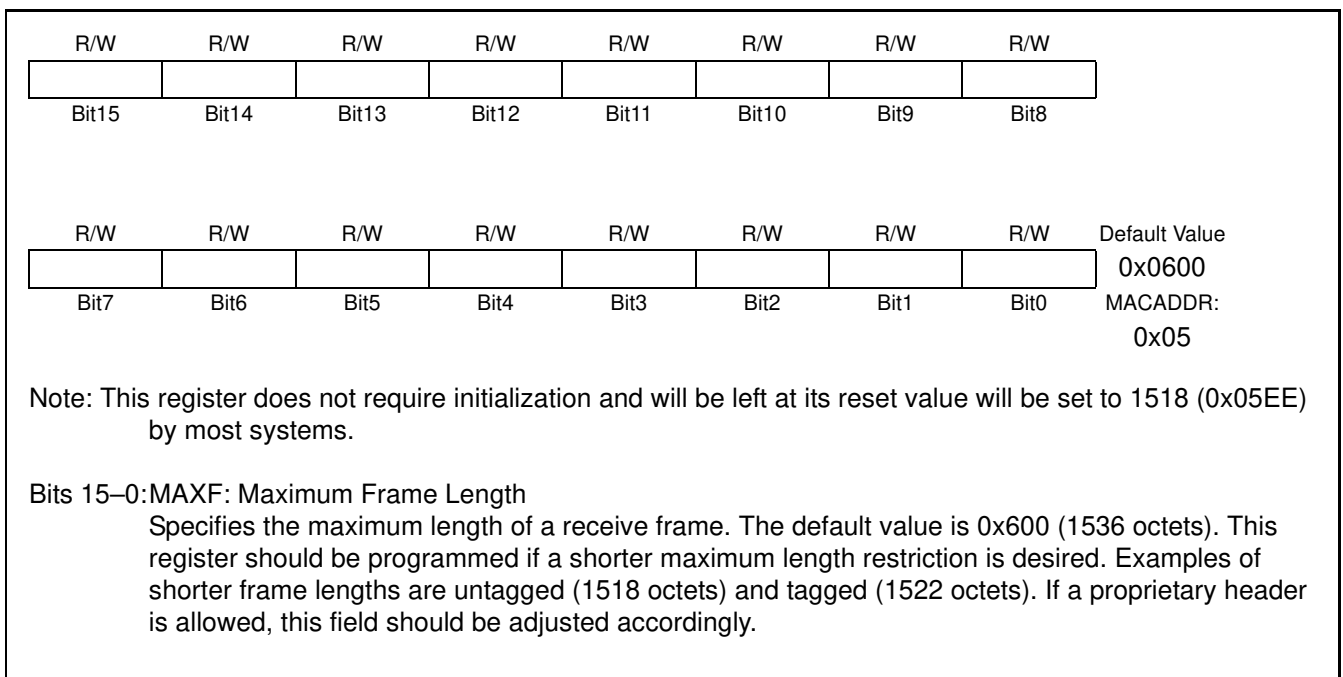 R/W R/W R/W R/W R/W R/W R/W R/W
Bit15 Bit14 Bit13 Bit12 Bit11 Bit10 Bit9 Bit8
R/W R/W R/W R/W R/W R/W R/W R/W Default Value
0x0600
Bit7 Bit6 Bit5 Bit4 Bit3 Bit2 Bit1 Bit0 MACADDR:
0x05
Note: This register does not require initialization and will be left at its reset value will be set to 1518 (0x05EE)
by most systems.
Bits 15–0:MAXF: Maximum Frame Length
Specifies the maximum length of a receive frame. The default value is 0x600 (1536 octets). This
register should be programmed if a shorter maximum length restriction is desired. Examples of
shorter frame lengths are untagged (1518 octets) and tagged (1522 octets). If a proprietary header
is allowed, this field should be adjusted accordingly.